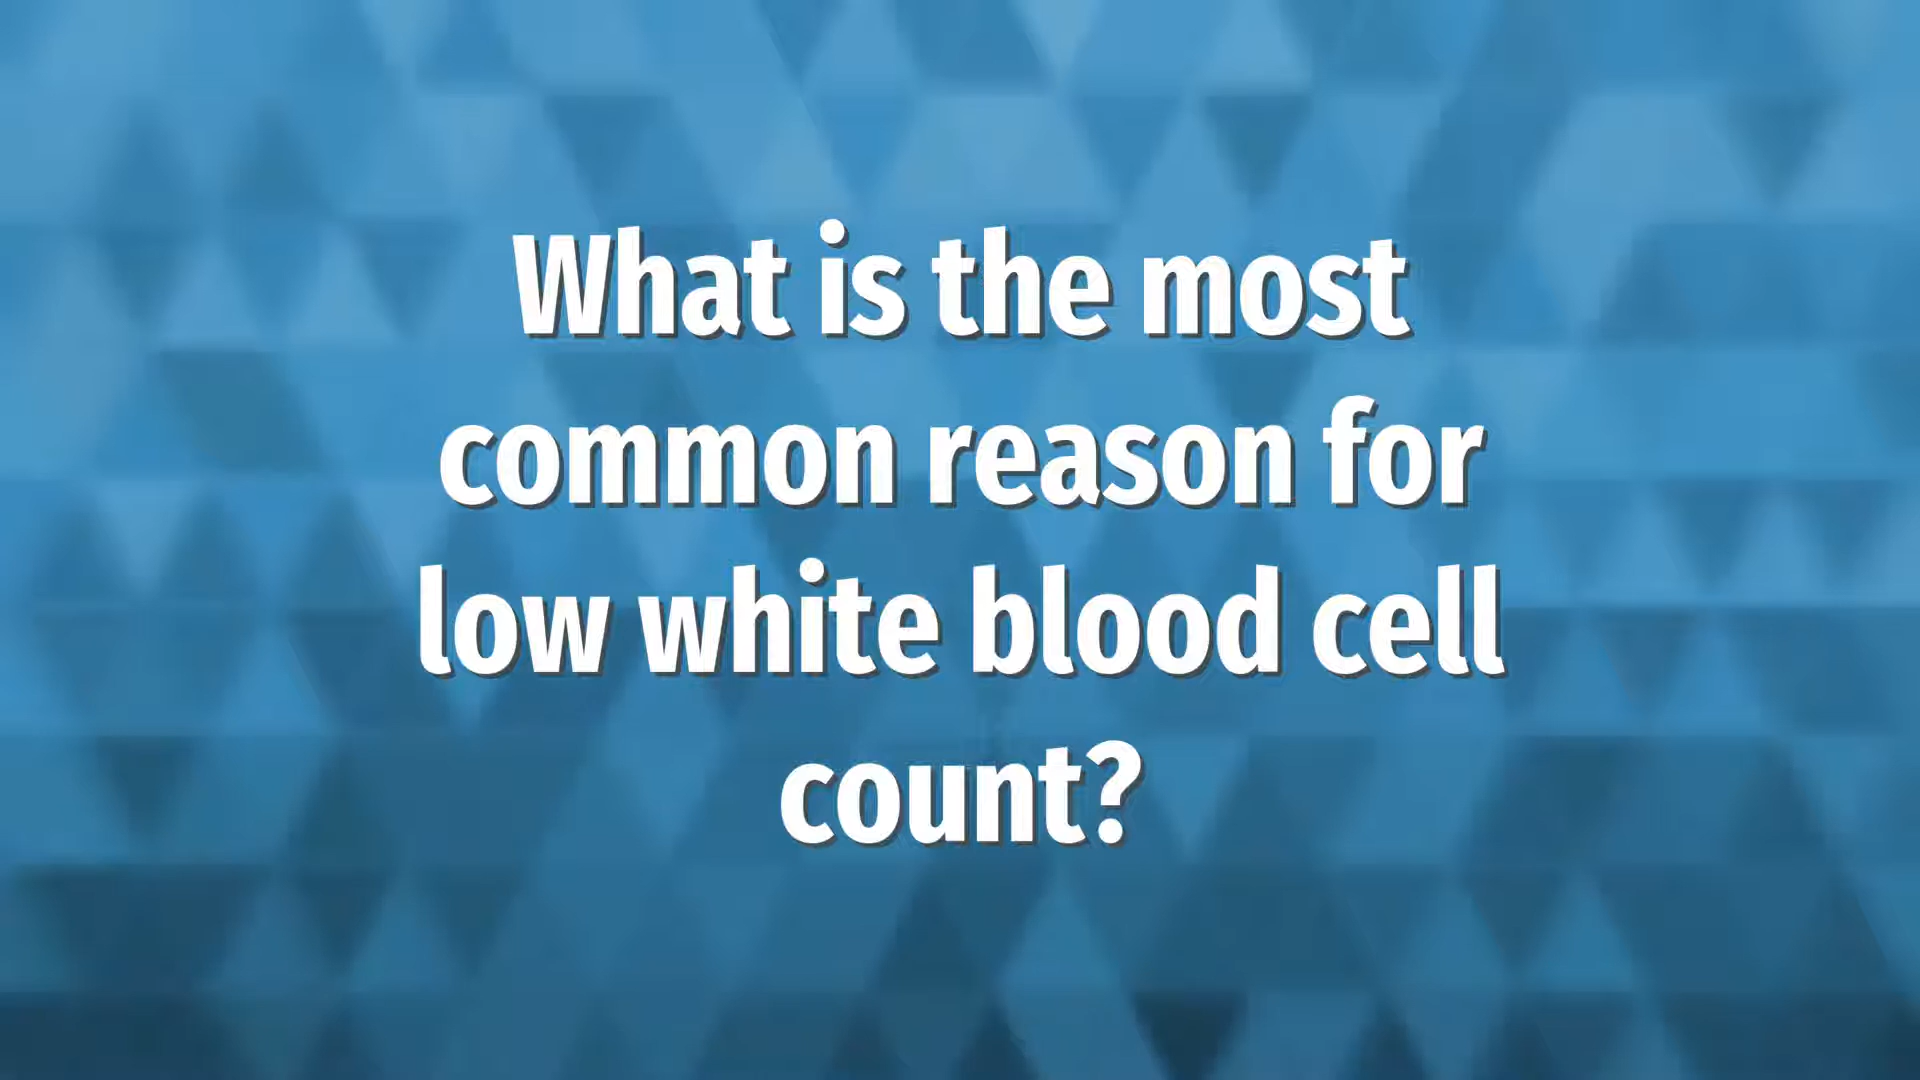 What is the most
common reason for
low white blood cell
count?